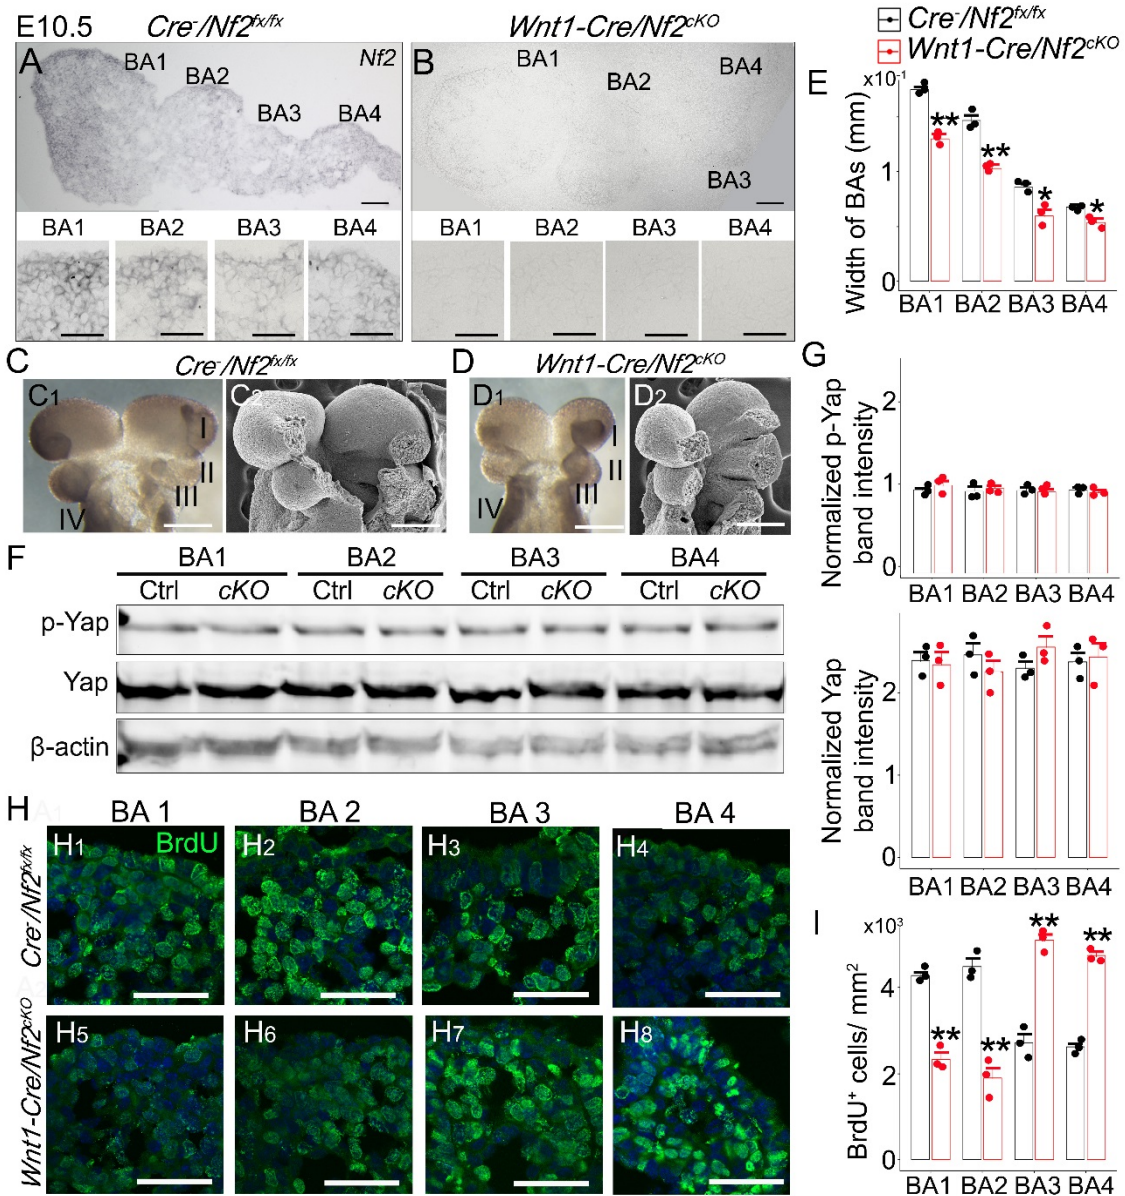 E10.5
Cre-/Nf2fx/fx
Wnt1-Cre/Nf2cKO
Cre-/Nf2fx/fx
Wnt1-Cre/Nf2cKO
A
BA1
BA2
BA3
BA4
Nf2
B
BA1
BA2
BA4
BA3
BA1
BA2
BA3
BA4
BA1
BA2
BA3
BA4
E
x10-1
Width of BAs (mm)
1
0
**
**
*
*
BA1
BA2
BA3
BA4
C
Cre-/Nf2fx/fx
C1
I
II
III
IV
C2
D
Wnt1-Cre/Nf2cKO
D1
I
II
III
IV
D2
F
BA1
BA2
BA3
BA4
Ctrl
cKO
Ctrl
cKO
Ctrl
cKO
Ctrl
cKO
p-Yap
Yap
β-actin
G
Normalized p-Yap
band intensity
2
1
0
BA1
BA2
BA3
BA4
Normalized Yap
band intensity
2
1
0
BA1
BA2
BA3
BA4
H
BA 1
BA 2
BA 3
BA 4
Cre-/Nf2fx/fx
H1
BrdU
H2
H3
H4
Wnt1-Cre/Nf2cKO
H5
H6
H7
H8
I
x103
BrdU+ cells/ mm2
4
2
0
**
**
**
**
BA1
BA2
BA3
BA4